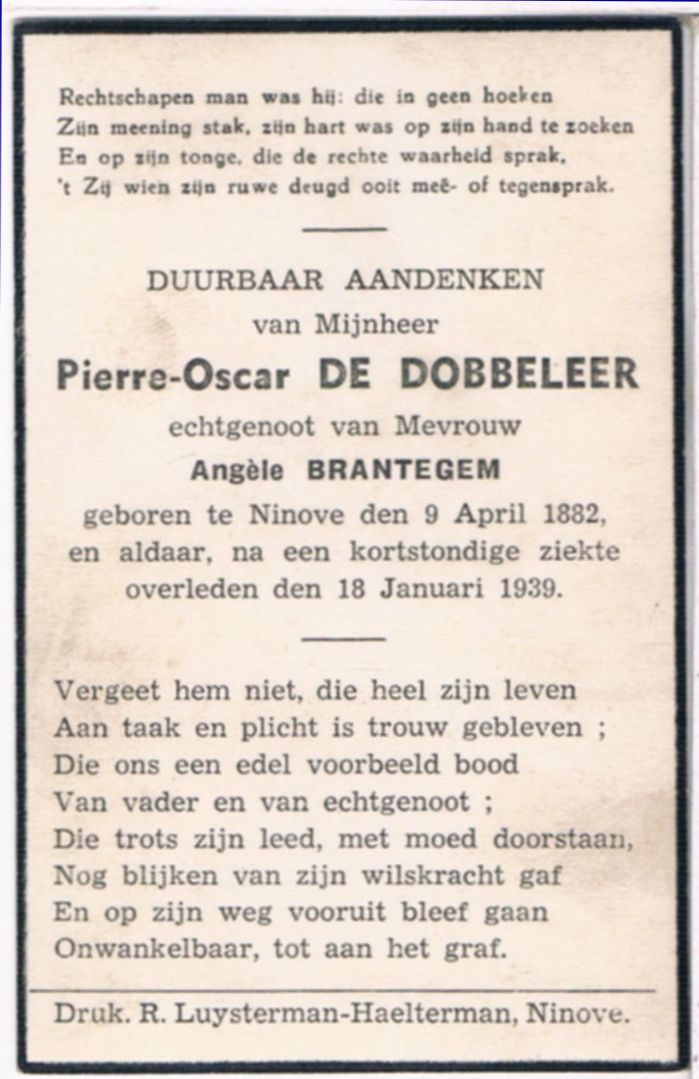 Rechtschapen man was hij: die in geen hoeken
Zijn meening stak, zijn hart was op zijn hand te zoeken
En op zijn tonge, die de rechte waarheid sprak,
't Zij wien zijn ruwe deugd ooit meê- of tegensprak.
DUURBAAR AANDENKEN
van Mijnheer
Pierre-Oscar DE DOBBELEER
echtgenoot van Mevrouw
Angèle BRANTEGEM
geboren te Ninove den 9 April 1882,
en aldaar, na een kortstondige ziekte
overleden den 18 Januari 1939.
Vergeet hem niet, die heel zijn leven
Aan taak en plicht is trouw gebleven ;
Die ons een edel voorbeeld bood
Van vader en van echtgenoot ;
Die trots zijn leed, met moed doorstaan,
Nog blijken van zijn wilskracht gaf
En op zijn weg vooruit bleef gaan
Onwankelbaar, tot aan het graf.
Druk. R. Luysterman-Haelterman, Ninove.